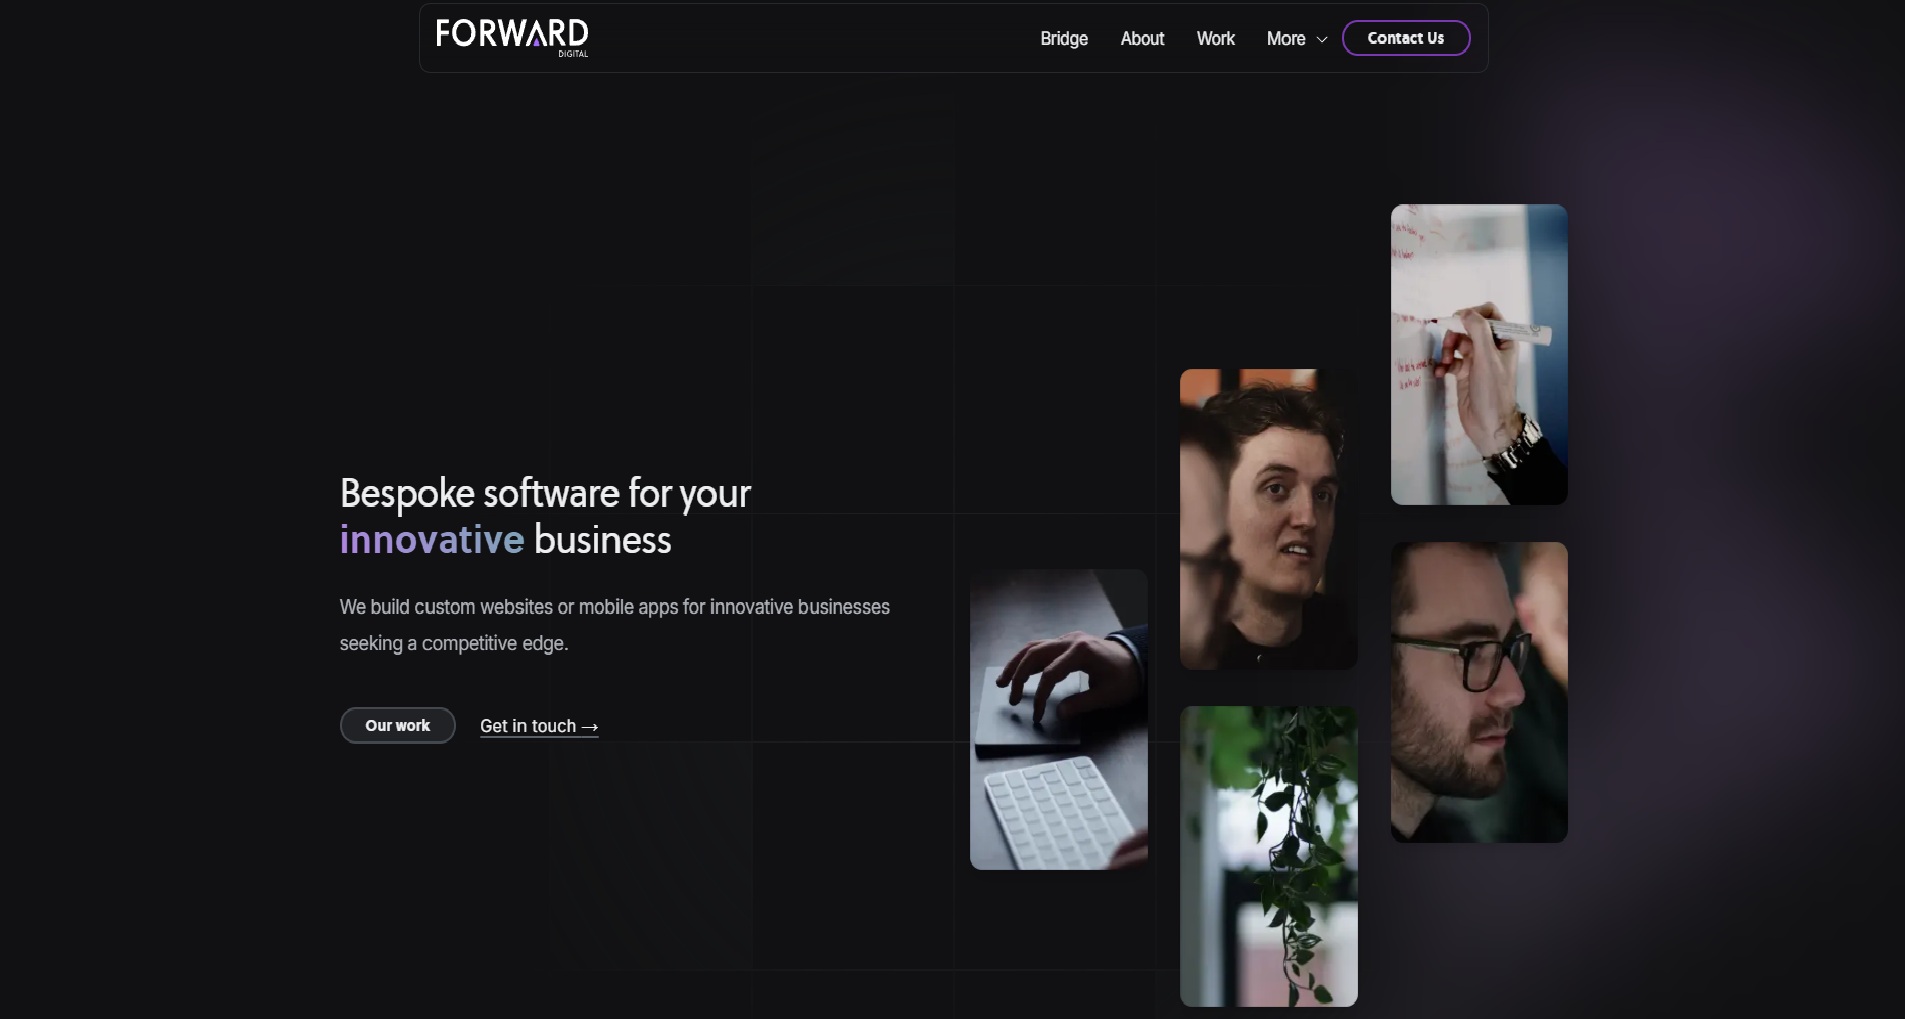 FORWARD
DIGITAL
Bridge
About
Work
More
Contact Us
Bespoke software for your
innovative business
We build custom websites or mobile apps for innovative businesses
seeking a competitive edge.
Our work
Get in touch →